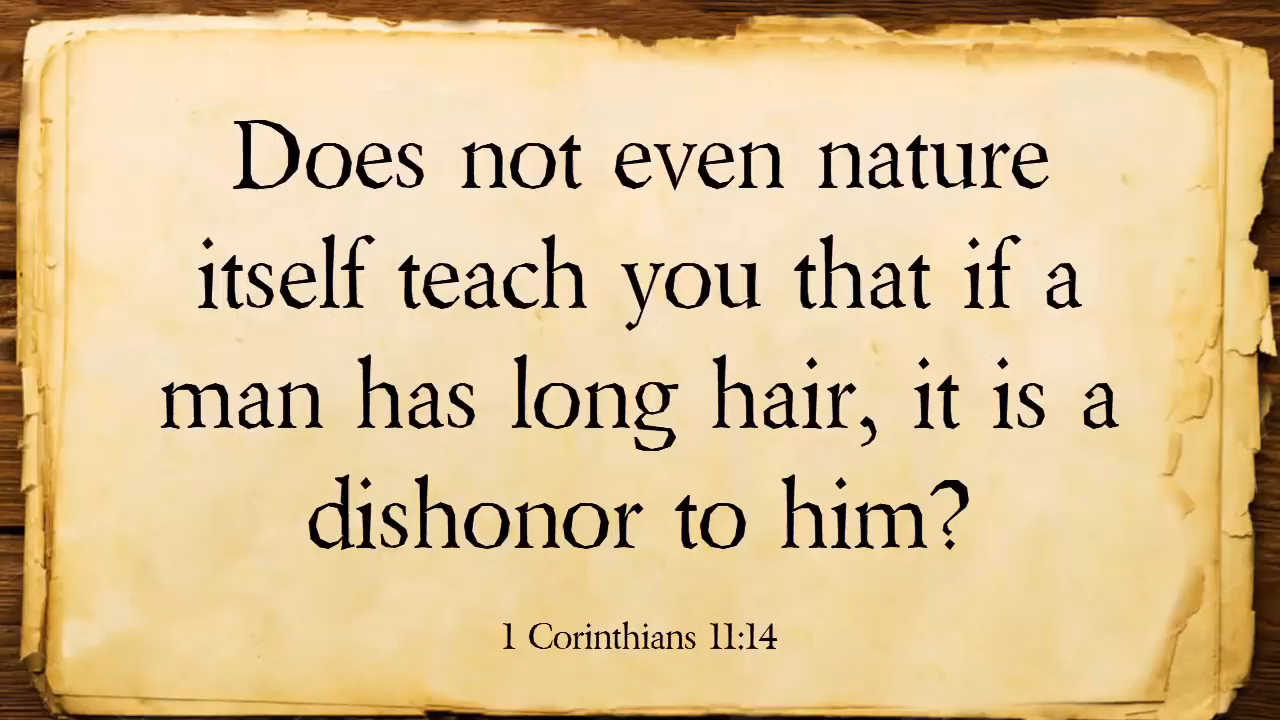 Does not even nature
itself teach you that if a
man has long hair, it is a
dishonor to him?
1 Corinthians 11:14